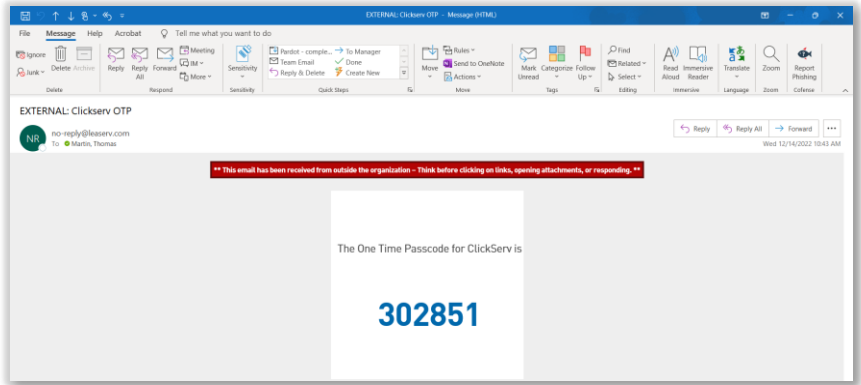 EXTERNAL: Clickserv OTP - Message (HTML)
File Message Help Acrobat Tell me what you want to do
Ignore
Junk
Delete Archive
Delete
Reply Reply All Forward
Meeting
IM
More
Respond
Sensitivity
Sensitivity
Pardot - comple... To Manager
Team Email Done
Reply & Delete Create New
Quick Steps
Move
Rules
Send to OneNote
Actions
Move
Mark Unread Categorize Follow Up
Tags
Find
Related
Select
Editing
Read Aloud Immersive Reader
Immersive
Translate
Language
Zoom
Zoom
Report Phishing
Cofense
EXTERNAL: Clickserv OTP
NR
no-reply@leaserv.com
To Martin, Thomas
Reply Reply All Forward ...
Wed 12/14/2022 10:43 AM
** This email has been received from outside the organization – Think before clicking on links, opening attachments, or responding. **
The One Time Passcode for ClickServ is
302851